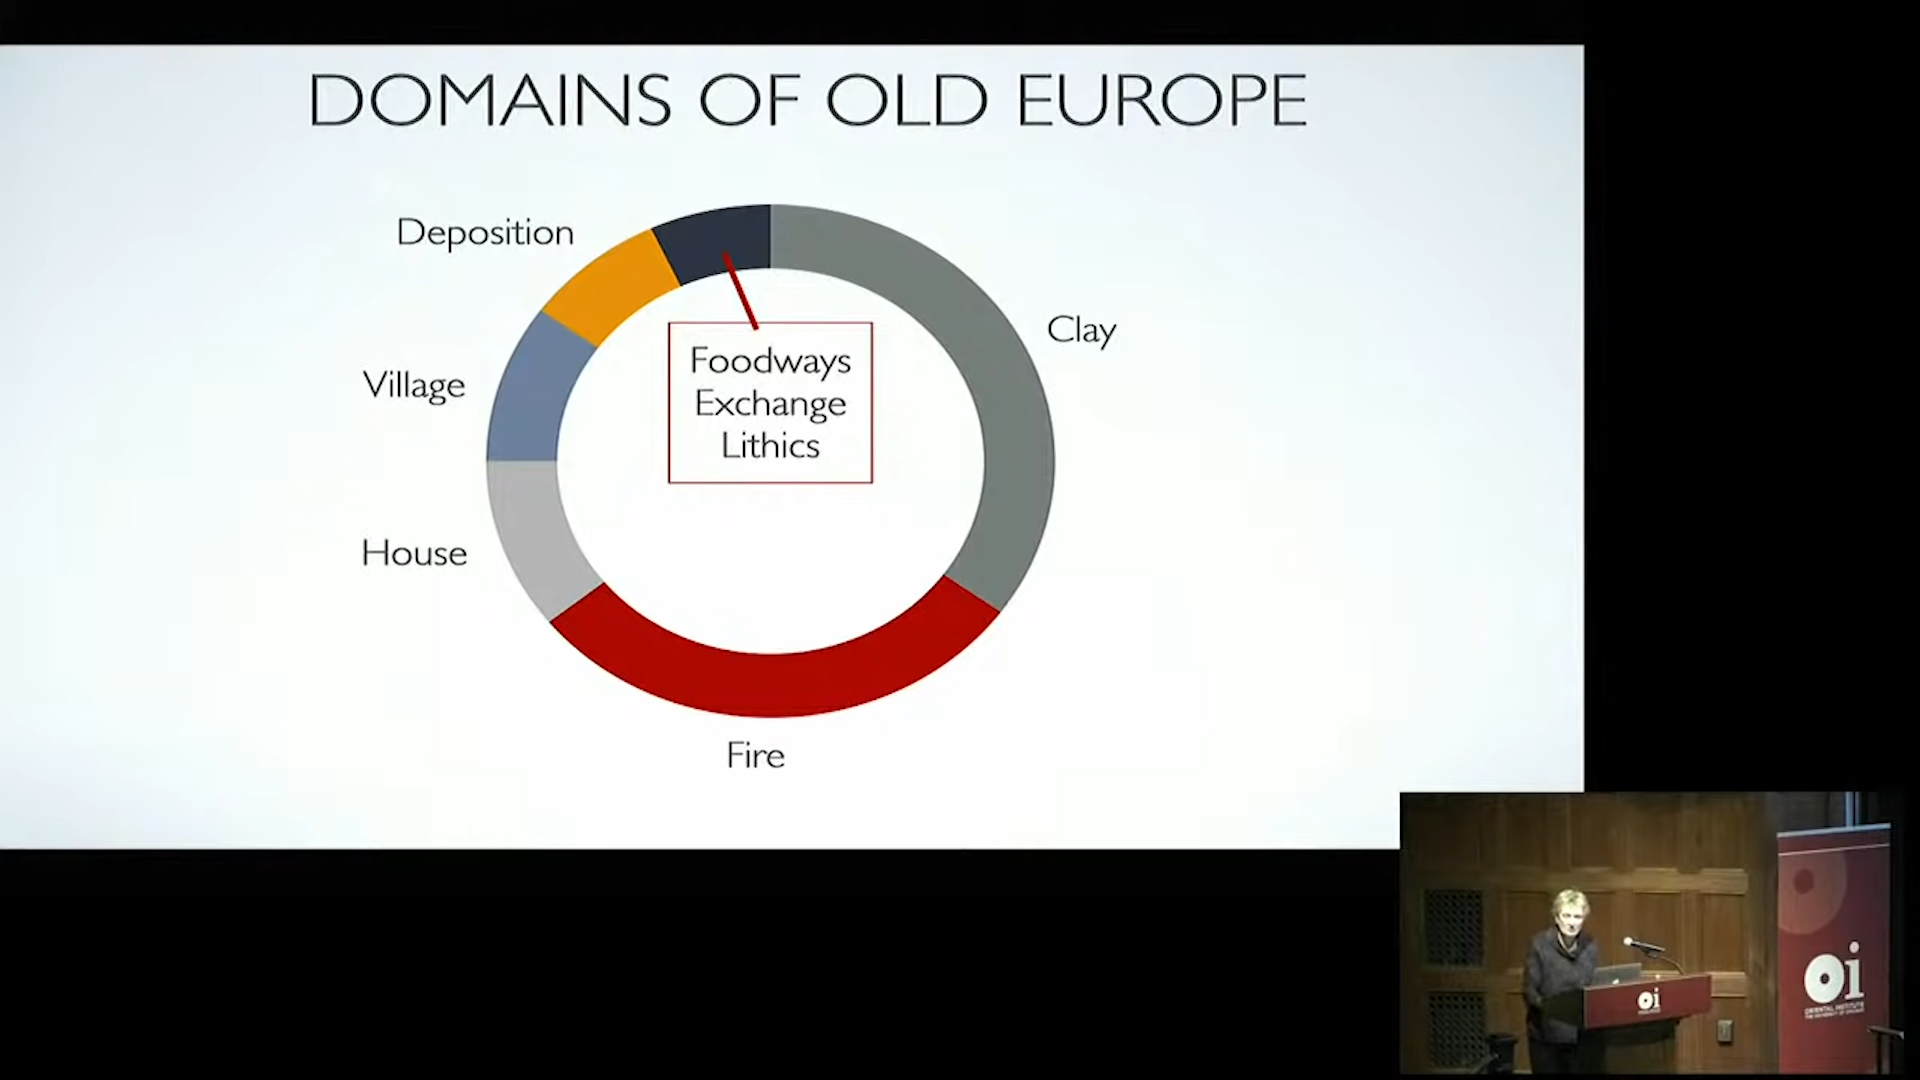 DOMAINS OF OLD EUROPE
Deposition
Clay
Foodways
Exchange
Lithics
Village
House
Fire
oi
oi
ORIENTAL INSTITUTE
THE UNIVERSITY OF CHICAGO